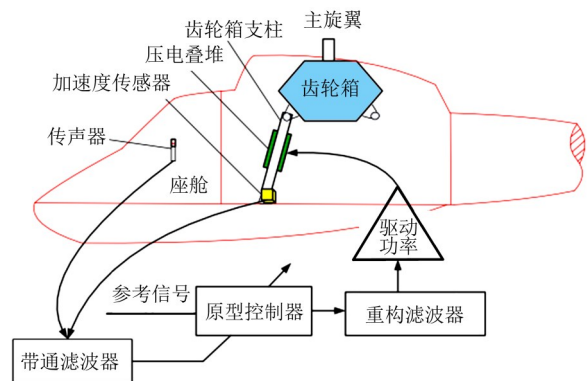 主旋翼
齿轮箱支柱
压电叠堆
加速度传感器
齿轮箱
传声器
座舱
驱动
功率
参考信号
原型控制器
重构滤波器
带通滤波器